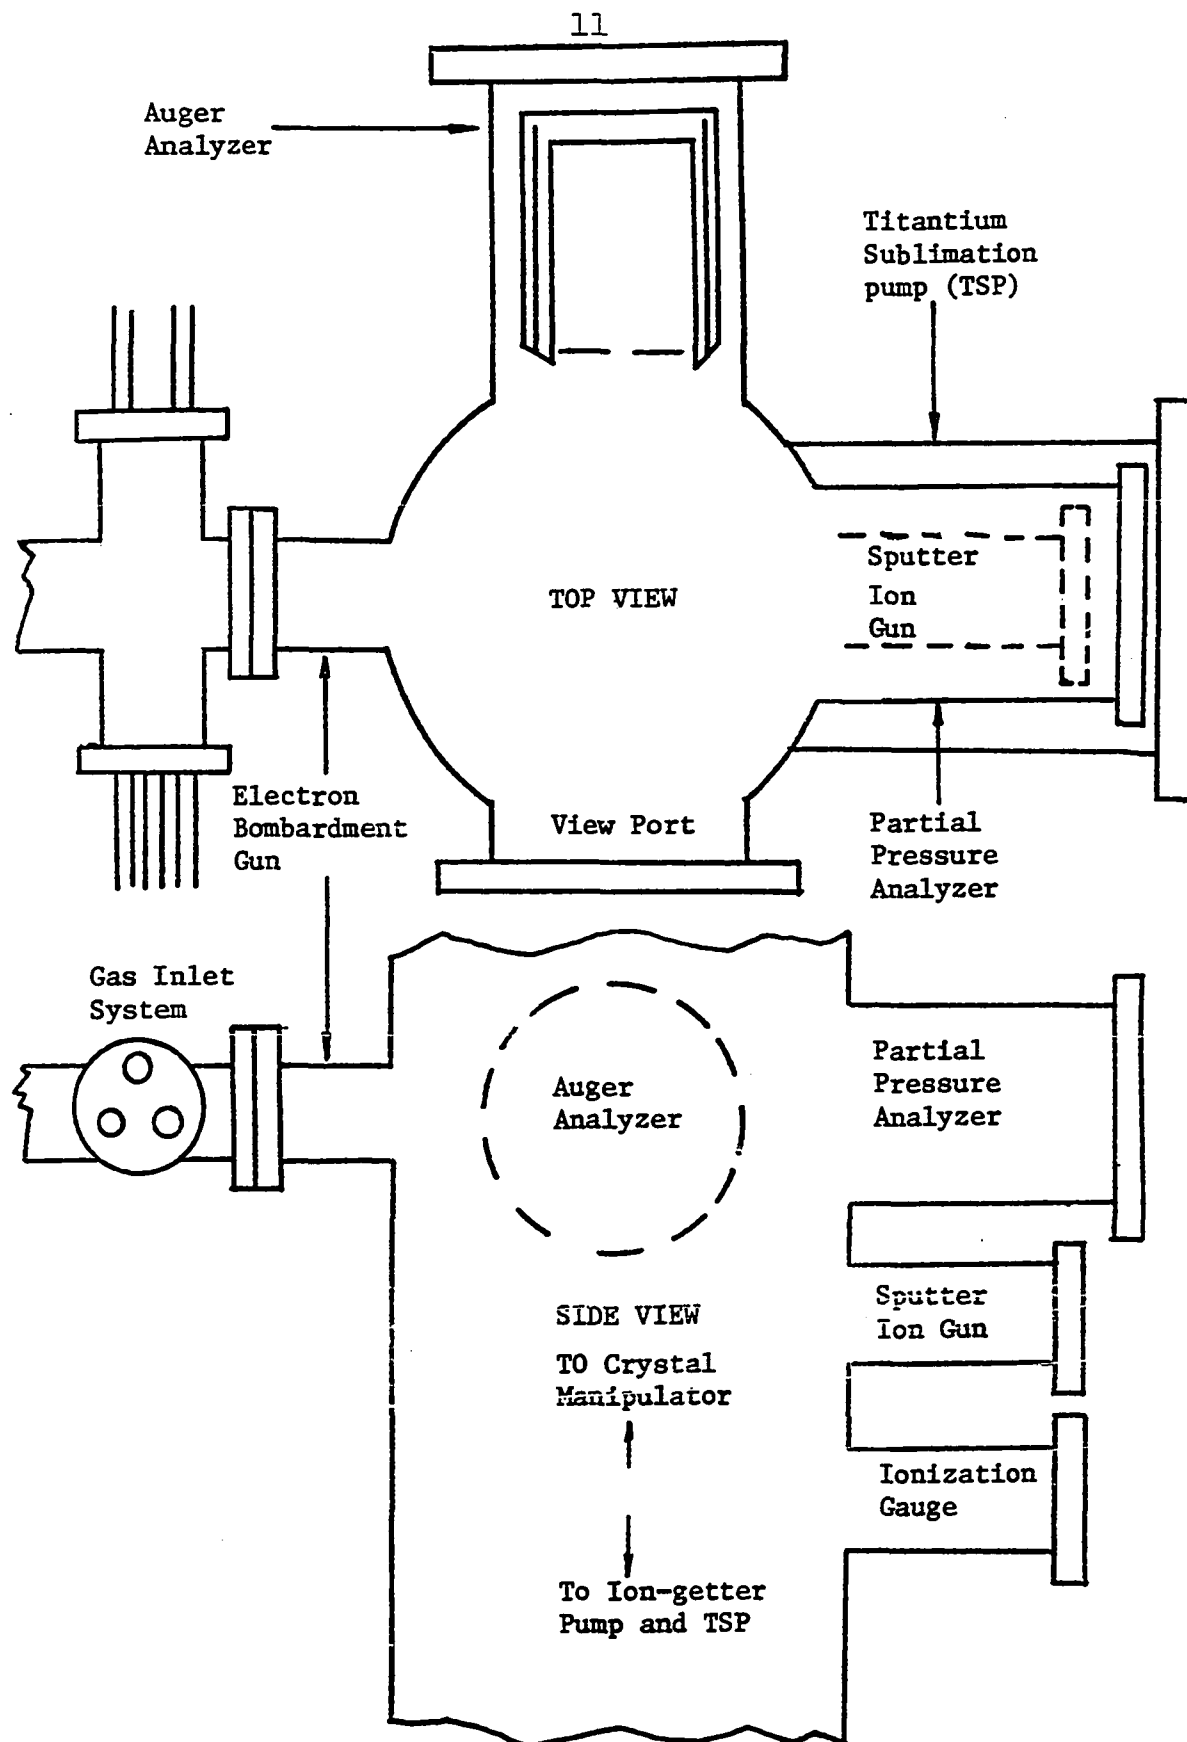 11
Auger
Analyzer
Titantium
Sublimation
pump (TSP)
Sputter
Ion
Gun
TOP VIEW
Electron
Bombardment
Gun
View Port
Partial
Pressure
Analyzer
Gas Inlet
System
Auger
Analyzer
Partial
Pressure
Analyzer
SIDE VIEW
TO Crystal
Manipulator
Sputter
Ion Gun
Ionization
Gauge
To Ion-getter
Pump and TSP